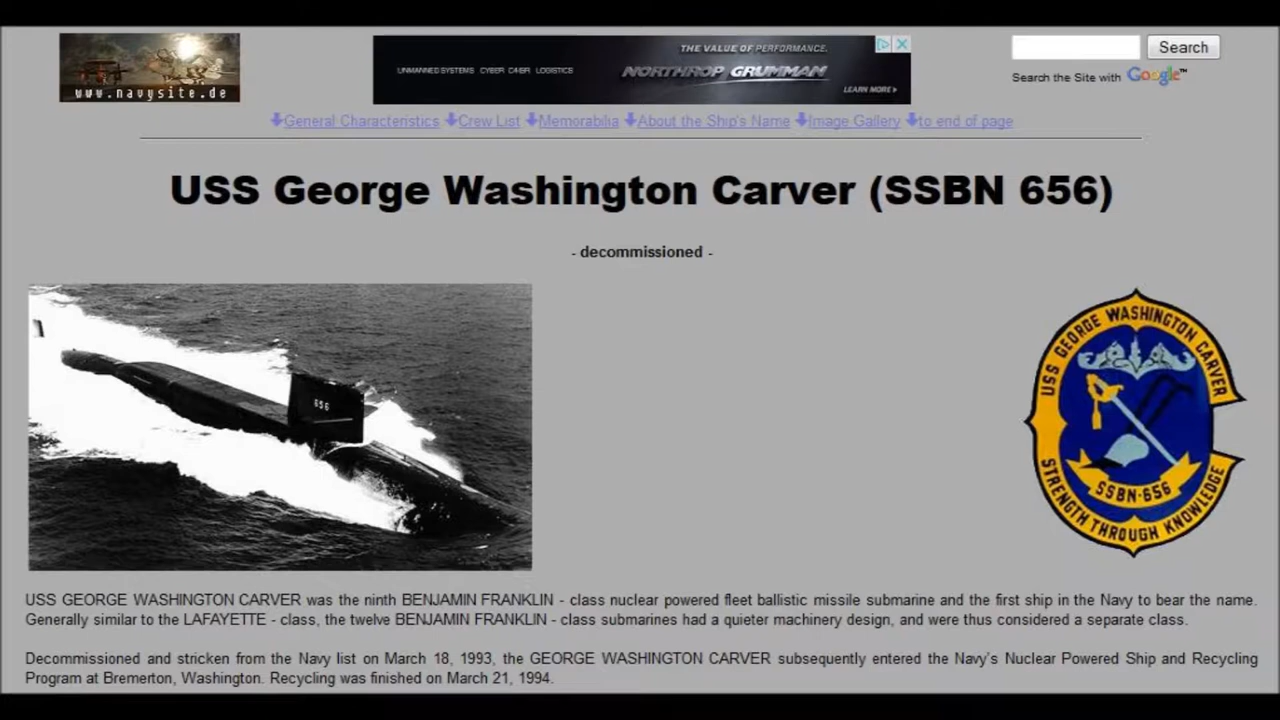 www.navysite.de
THE VALUE OF PERFORMANCE.
UNMANNED SYSTEMS CYBER C4ISR LOGISTICS
NORTHROP GRUMMAN
LEARN MORE
Search
Search the Site with Google™
General Characteristics Crew List Memorabilia About the Ship's Name Image Gallery to end of page
USS George Washington Carver (SSBN 656)
- decommissioned -
656
USS GEORGE WASHINGTON CARVER
SSBN-656
STRENGTH THROUGH KNOWLEDGE
USS GEORGE WASHINGTON CARVER was the ninth BENJAMIN FRANKLIN - class nuclear powered fleet ballistic missile submarine and the first ship in the Navy to bear the name.
Generally similar to the LAFAYETTE - class, the twelve BENJAMIN FRANKLIN - class submarines had a quieter machinery design, and were thus considered a separate class.
Decommissioned and stricken from the Navy list on March 18, 1993, the GEORGE WASHINGTON CARVER subsequently entered the Navy's Nuclear Powered Ship and Recycling
Program at Bremerton, Washington. Recycling was finished on March 21, 1994.